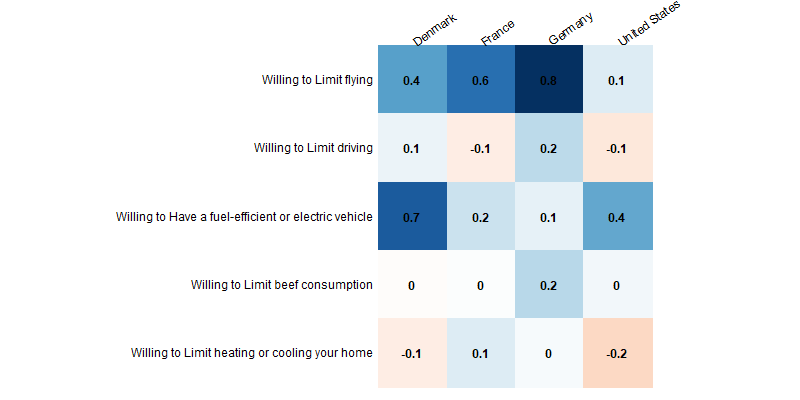 Denmark France Germany United States
Willing to Limit flying 0.4 0.6 0.8 0.1
Willing to Limit driving 0.1 -0.1 0.2 -0.1
Willing to Have a fuel-efficient or electric vehicle 0.7 0.2 0.1 0.4
Willing to Limit beef consumption 0 0 0.2 0
Willing to Limit heating or cooling your home -0.1 0.1 0 -0.2